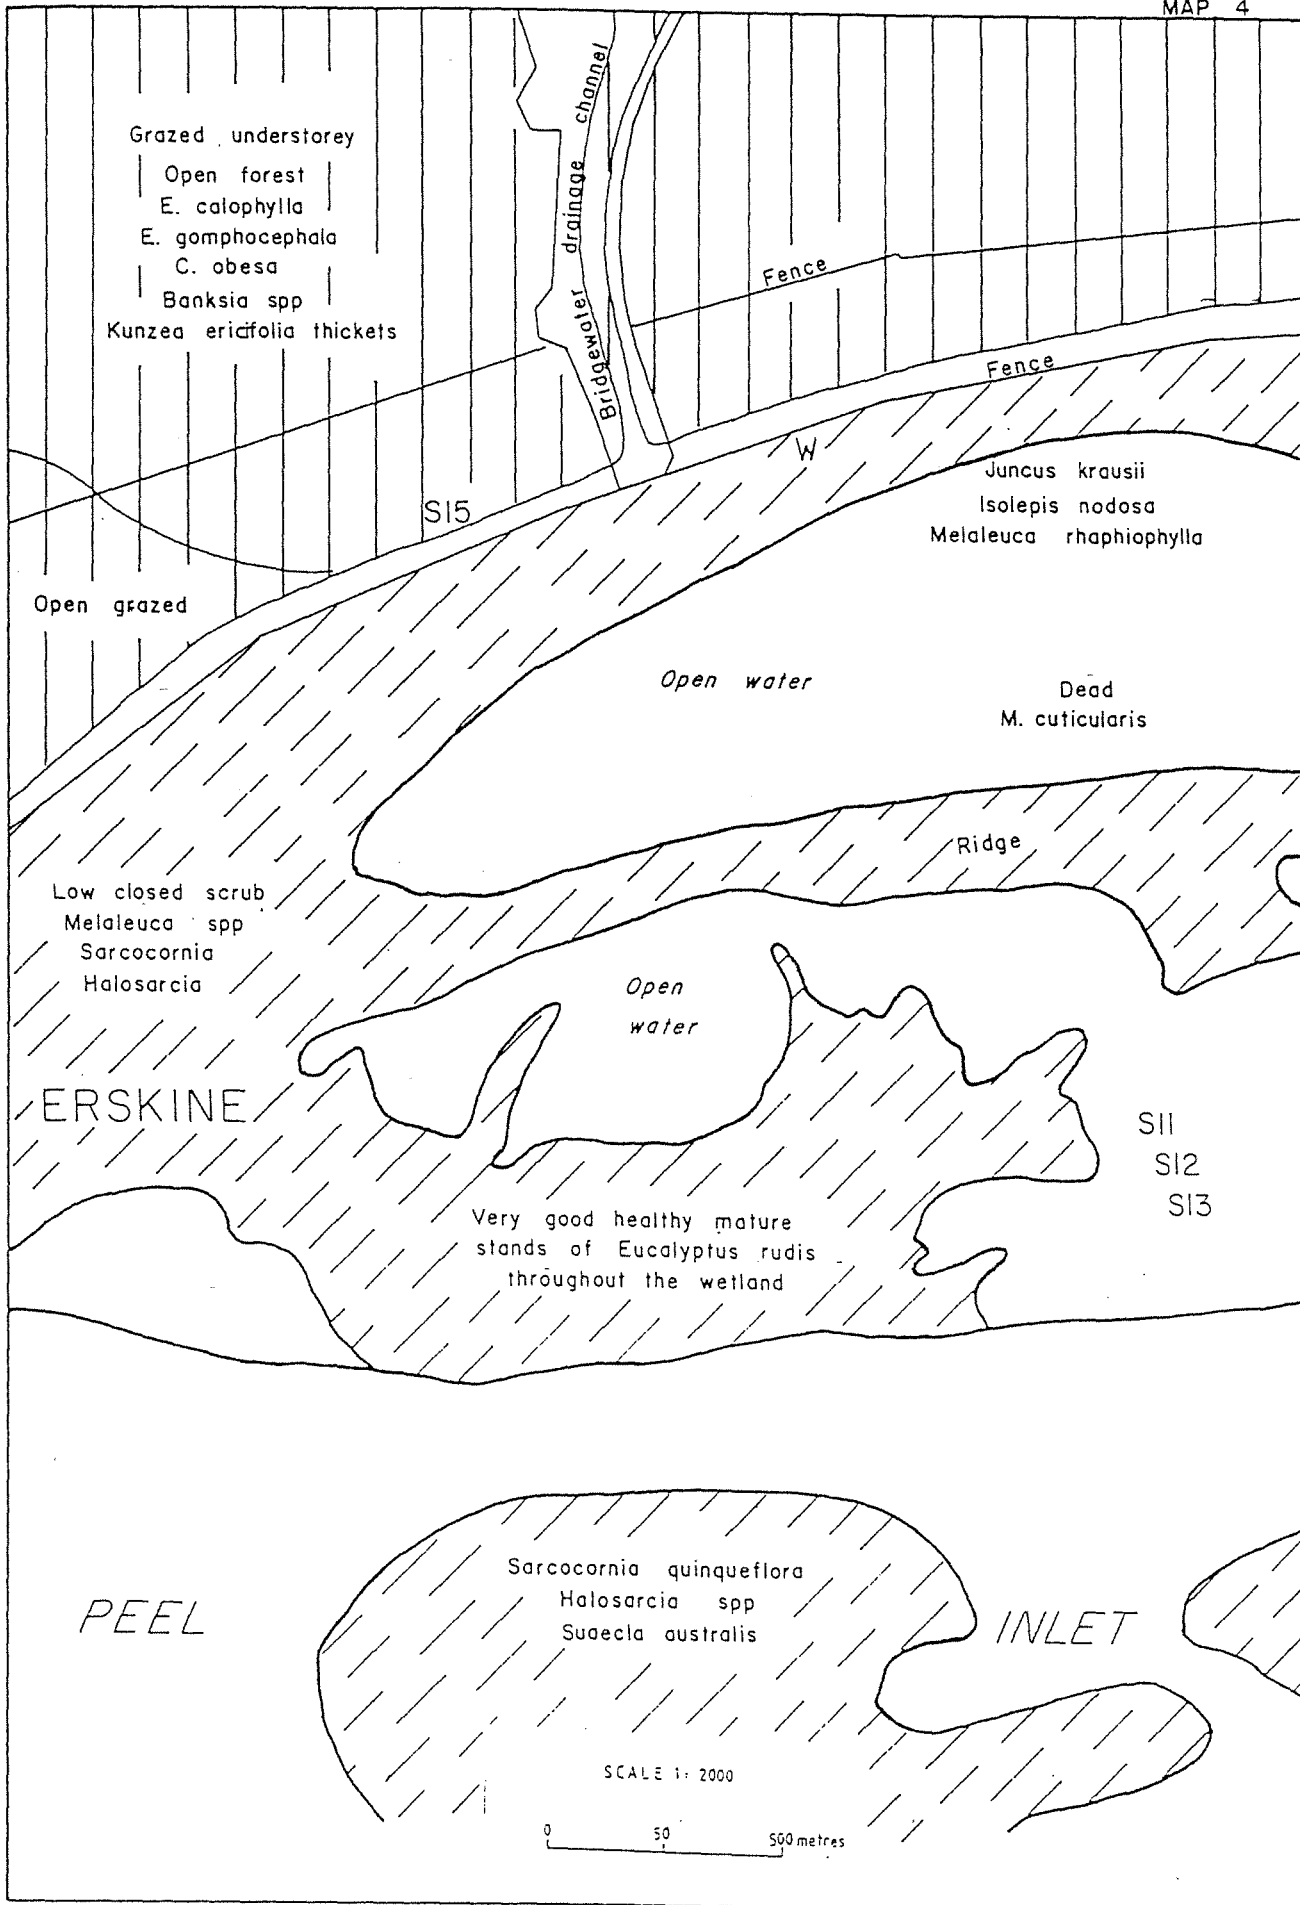 MAP 4
Grazed understorey
Open forest
E. calophylla
E. gomphocephala
C. obesa
Banksia spp
Kunzea ericifolia thickets
Bridgewater drainage channel
Fence
Fence
W
S15
Juncus krausii
Isolepis nodosa
Melaleuca rhaphiophylla
Open grazed
Open water
Dead
M. cuticularis
Ridge
Low closed scrub
Melaleuca spp
Sarcocornia
Halosarcia
Open
water
ERSKINE
S11
S12
S13
Very good healthy mature
stands of Eucalyptus rudis
throughout the wetland
Sarcocornia quinqueflora
Halosarcia spp
Suaecla australis
PEEL INLET
SCALE 1: 2000
0 50 500 metres